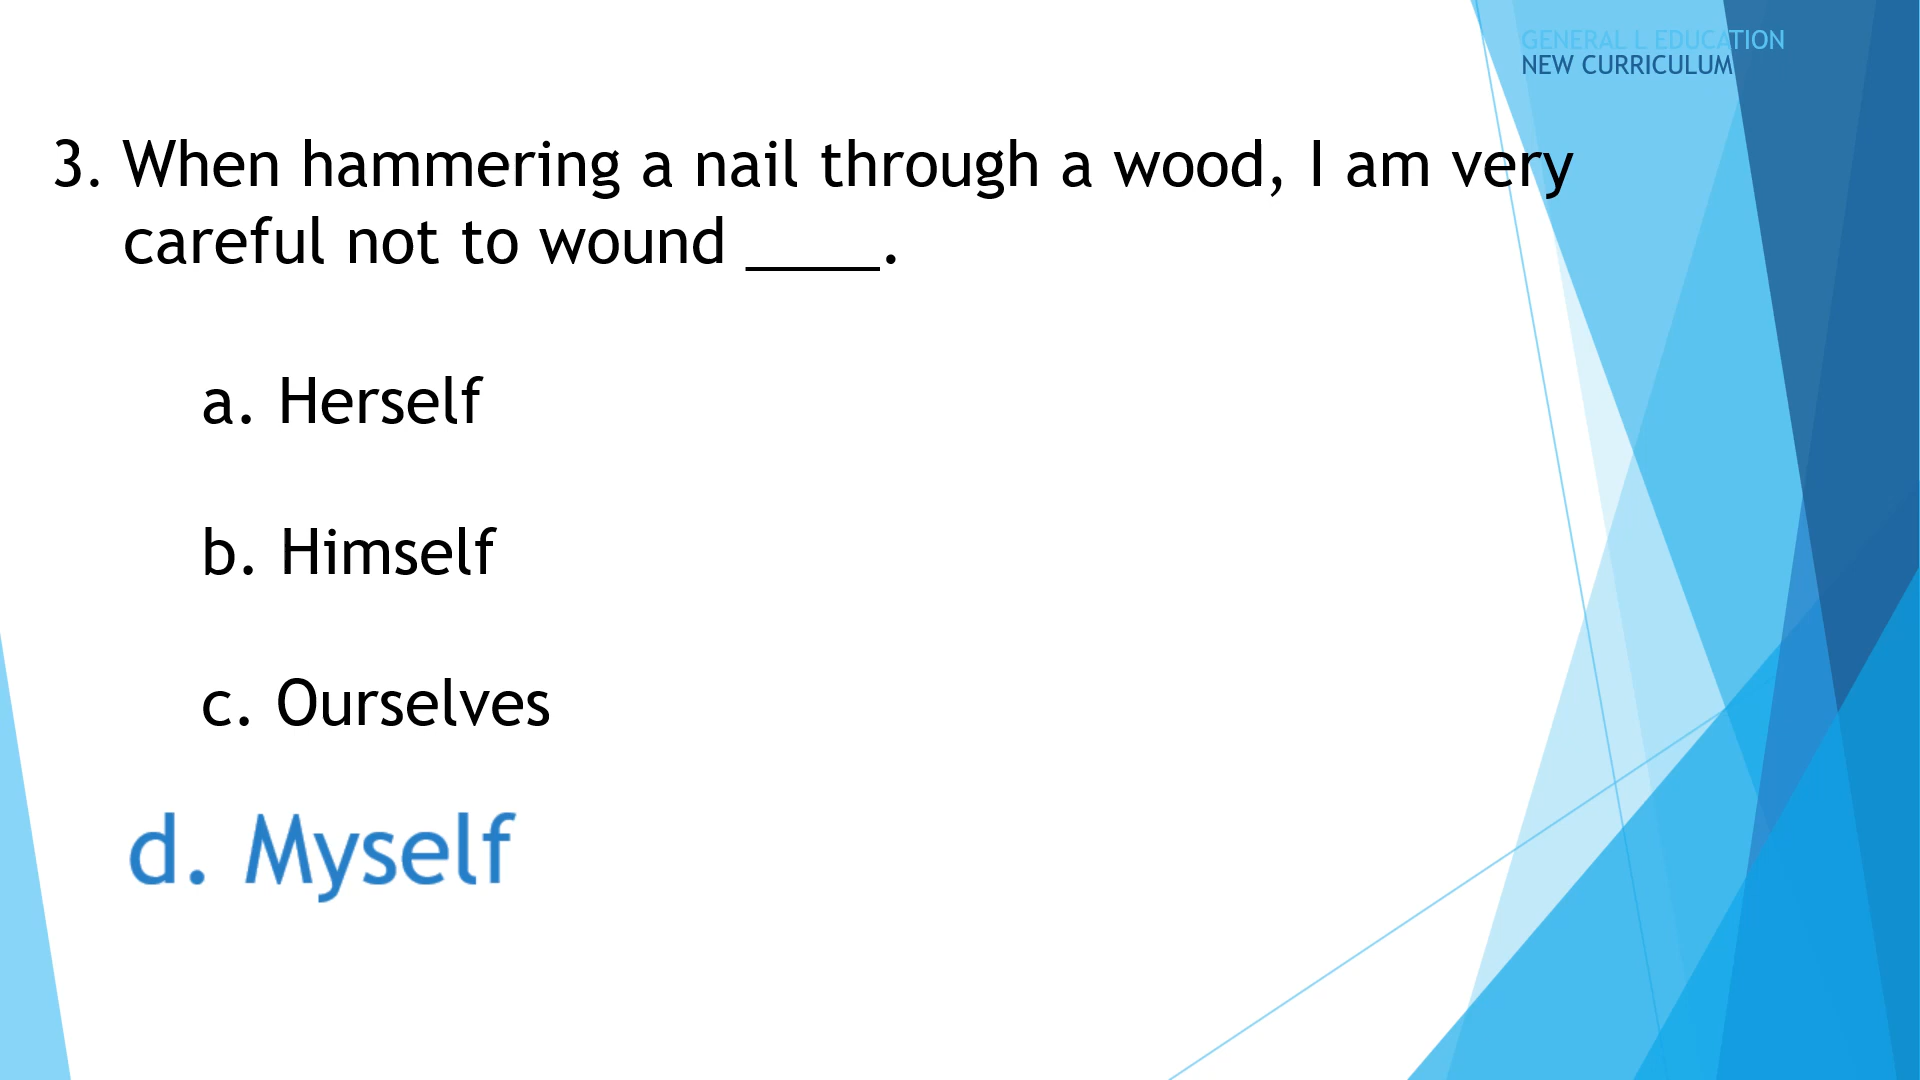 GENERAL L EDUCATION
NEW CURRICULUM
3. When hammering a nail through a wood, I am very
careful not to wound ____.
a. Herself
b. Himself
c. Ourselves
d. Myself